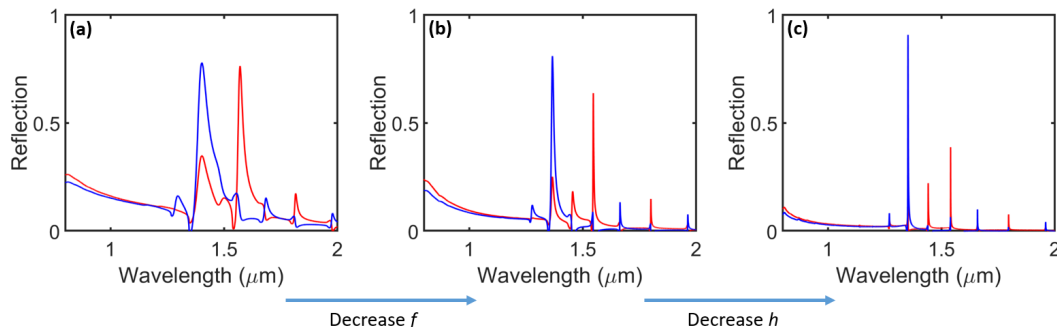 (a)
1
0.5
0
Reflection
1
1.5
2
Wavelength (μm)
(b)
1
0.5
0
Reflection
1
1.5
2
Wavelength (μm)
(c)
1
0.5
0
Reflection
1
1.5
2
Wavelength (μm)
Decrease f
Decrease h